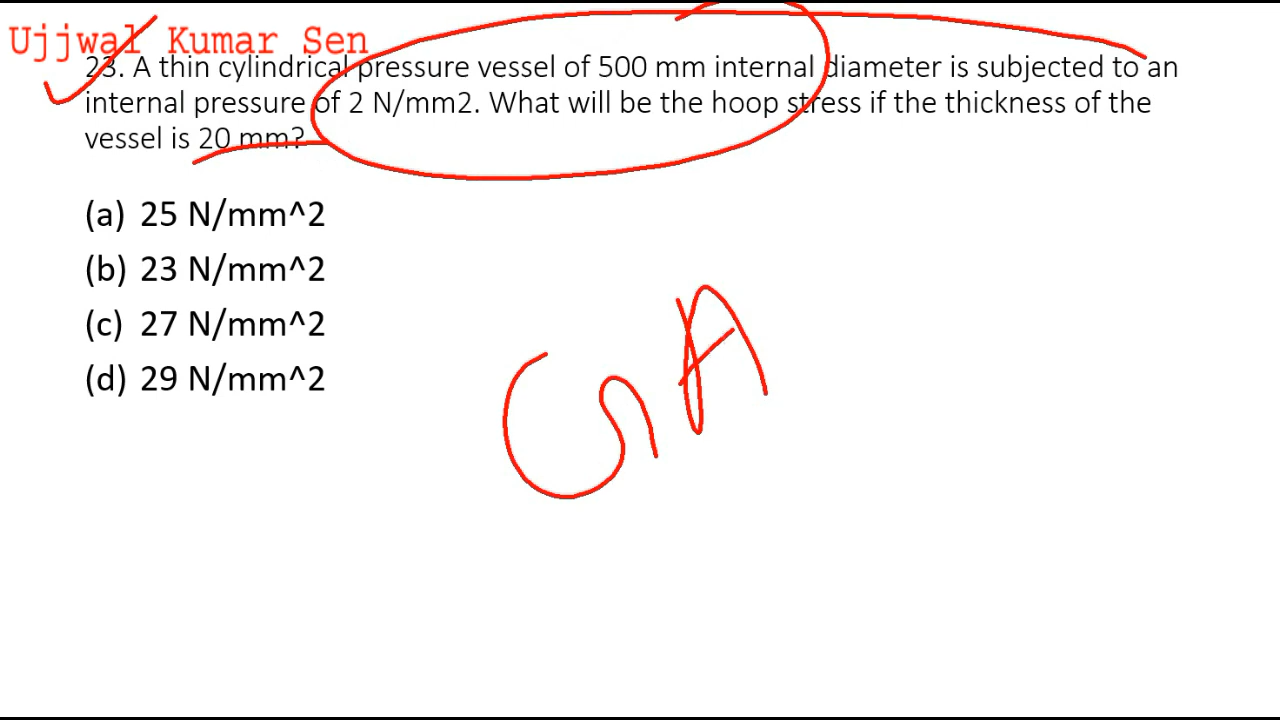 Ujjwal Kumar Sen
23. A thin cylindrical pressure vessel of 500 mm internal diameter is subjected to an
internal pressure of 2 N/mm2. What will be the hoop stress if the thickness of the
vessel is 20 mm?
(a) 25 N/mm^2
(b) 23 N/mm^2
(c) 27 N/mm^2
(d) 29 N/mm^2